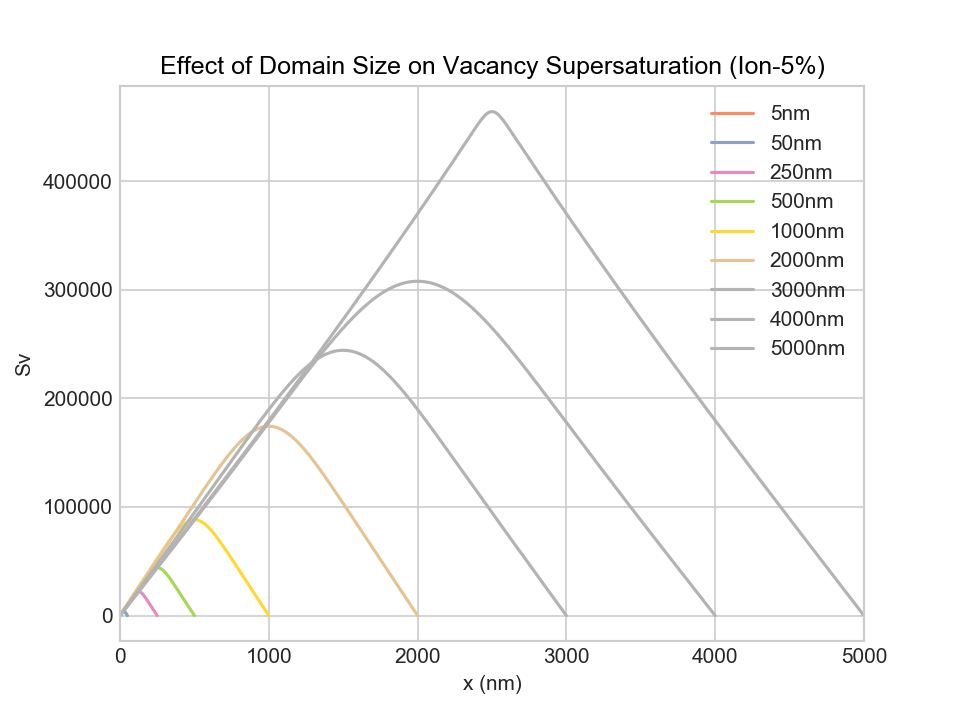 Effect of Domain Size on Vacancy Supersaturation (Ion-5%)
5nm
50nm
250nm
500nm
1000nm
2000nm
3000nm
4000nm
5000nm
Sv
400000
300000
200000
100000
0
0 1000 2000 3000 4000 5000
x (nm)